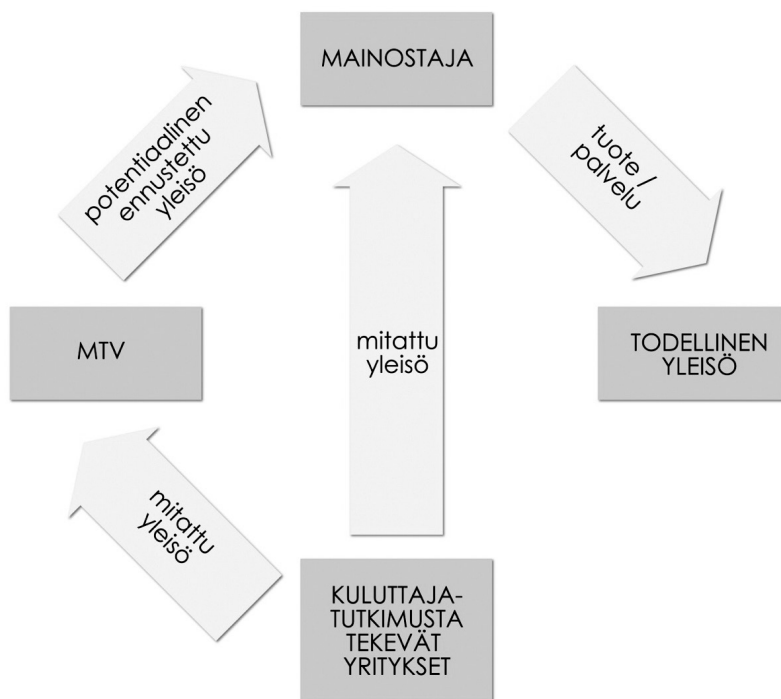 MAINOSTAJA
potentiaalinen
ennustettu
yleisö
tuote /
palvelu
MTV
mitattu
yleisö
TODELLINEN
YLEISÖ
mitattu
yleisö
KULUTTAJA-
TUTKIMUSTA
TEKEVÄT
YRITYKSET